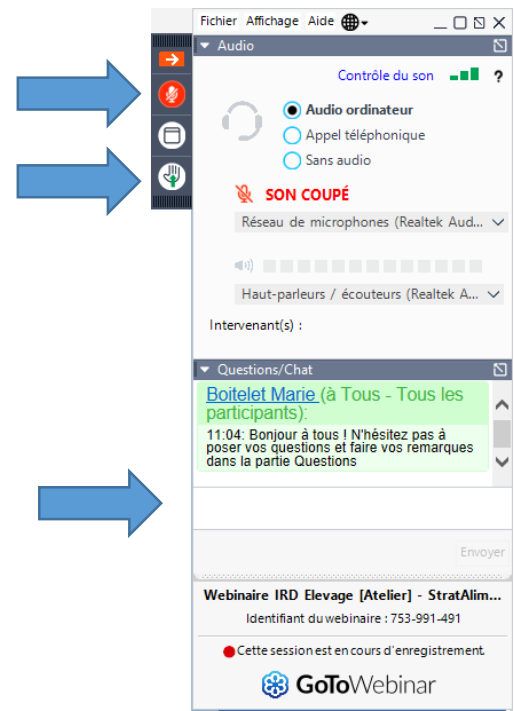 Fichier Affichage Aide
Audio
Contrôle du son ?
Audio ordinateur
Appel téléphonique
Sans audio
SON COUPÉ
Réseau de microphones (Realtek Aud...
Haut-parleurs / écouteurs (Realtek A...
Intervenant(s) :
Questions/Chat
Boitelet Marie (à Tous - Tous les
participants):
11:04: Bonjour à tous ! N'hésitez pas à
poser vos questions et faire vos remarques
dans la partie Questions
Envoyer
Webinaire IRD Elevage [Atelier] - StratAlim...
Identifiant du webinaire : 753-991-491
Cette session est en cours d'enregistrement.
GoToWebinar